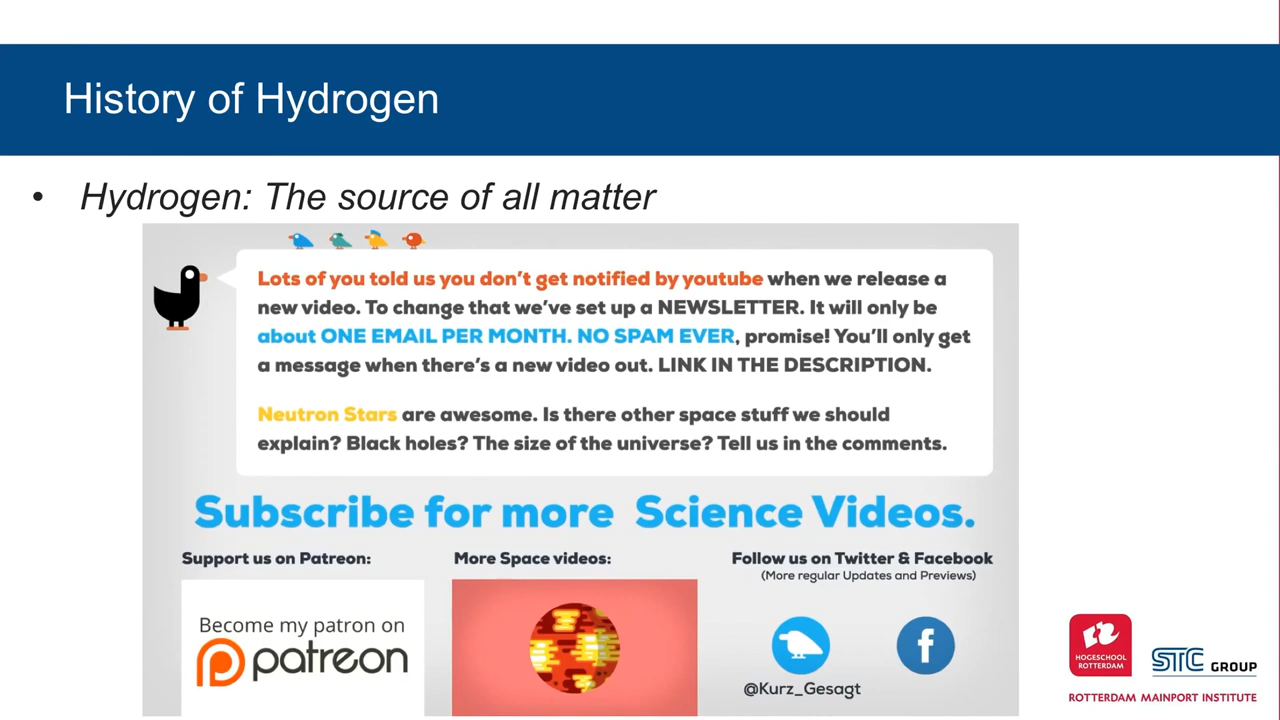 History of Hydrogen
• Hydrogen: The source of all matter
Lots of you told us you don't get notified by youtube when we release a
new video. To change that we've set up a NEWSLETTER. It will only be
about ONE EMAIL PER MONTH. NO SPAM EVER, promise! You'll only get
a message when there's a new video out. LINK IN THE DESCRIPTION.
Neutron Stars are awesome. Is there other space stuff we should
explain? Black holes? The size of the universe? Tell us in the comments.
Subscribe for more Science Videos.
Support us on Patreon:
Become my patron on
patreon
More Space videos:
Follow us on Twitter & Facebook
(More regular Updates and Previews)
f
@Kurz_Gesagt
HOGESCHOOL
ROTTERDAM
STC GROUP
ROTTERDAM MAINPORT INSTITUTE